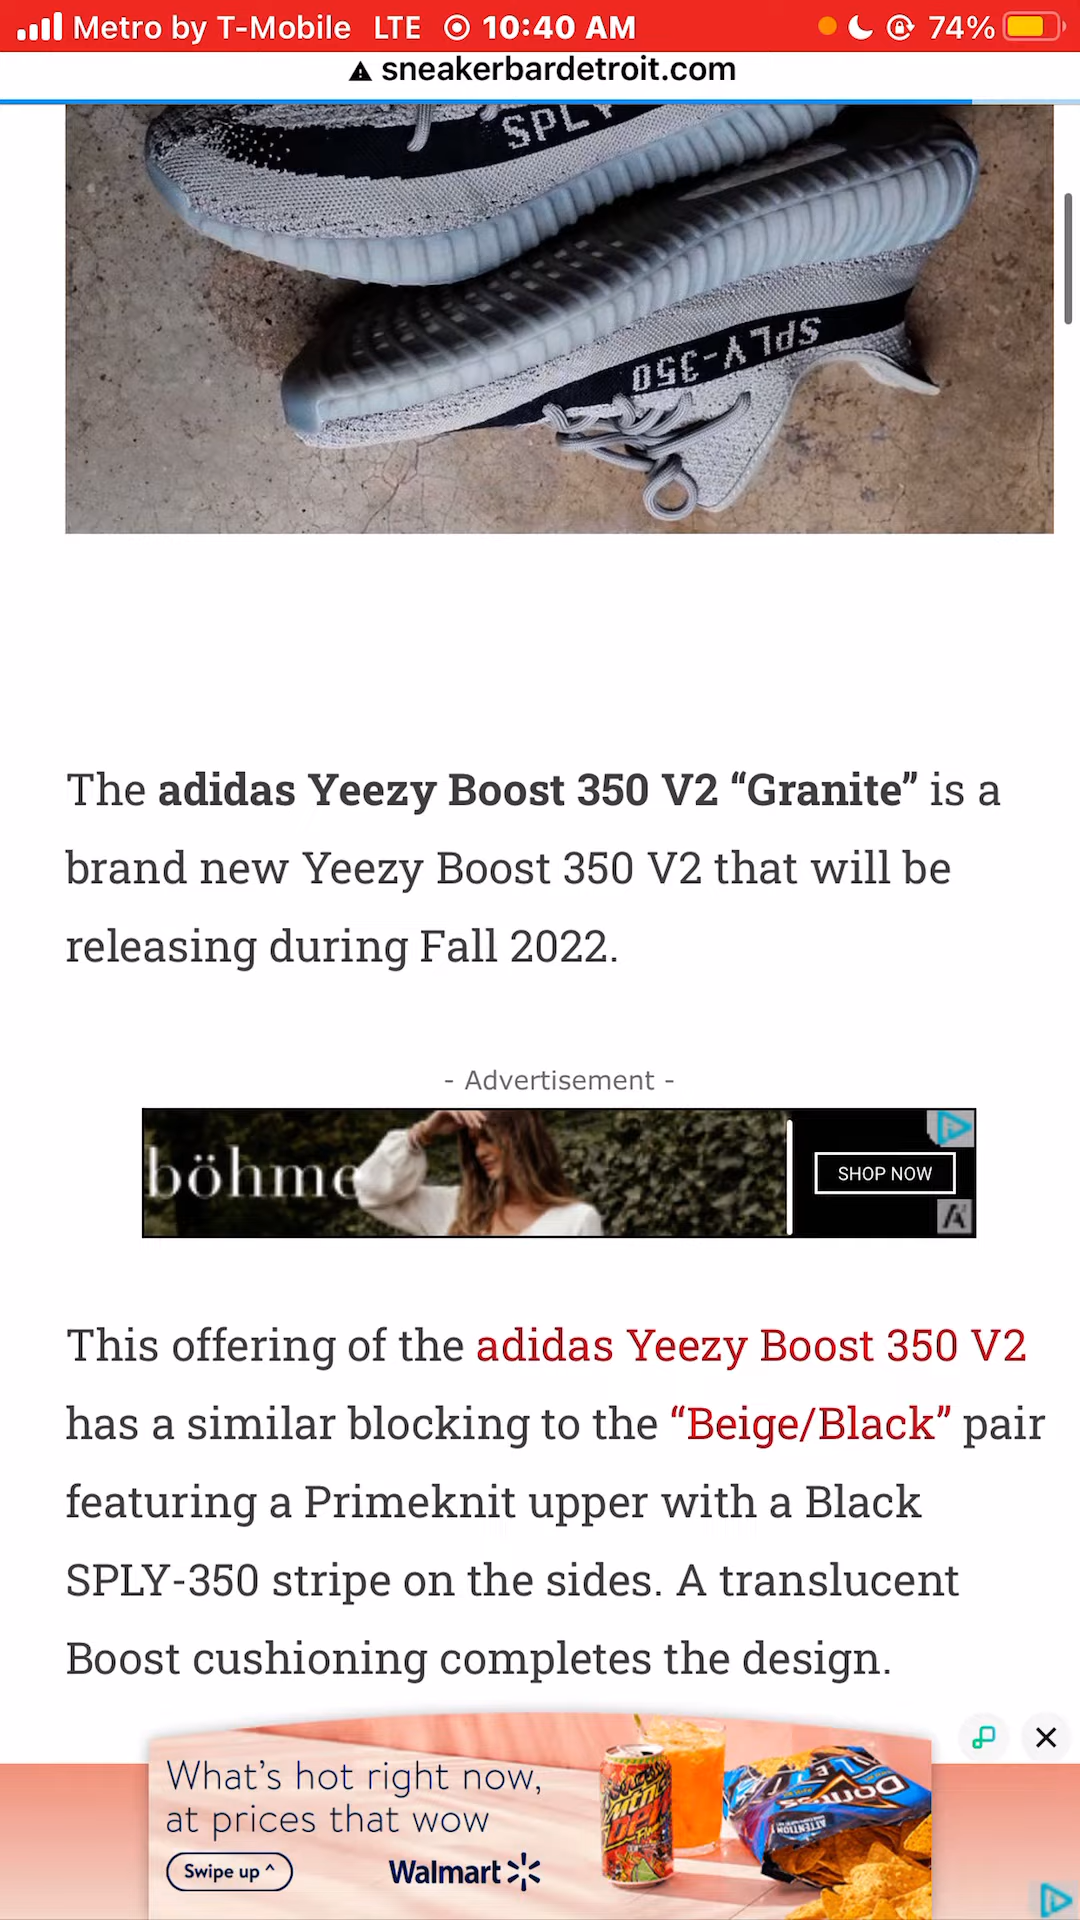 Metro by T-Mobile LTE 10:40 AM 74%
sneakerbardetroit.com
SPLY
SPLY-350
The adidas Yeezy Boost 350 V2 “Granite” is a
brand new Yeezy Boost 350 V2 that will be
releasing during Fall 2022.
- Advertisement -
böhme
SHOP NOW
This offering of the adidas Yeezy Boost 350 V2
has a similar blocking to the “Beige/Black” pair
featuring a Primeknit upper with a Black
SPLY-350 stripe on the sides. A translucent
Boost cushioning completes the design.
What’s hot right now,
at prices that wow
Swipe up ^
Walmart
mtn
Doritos
ATTENTION